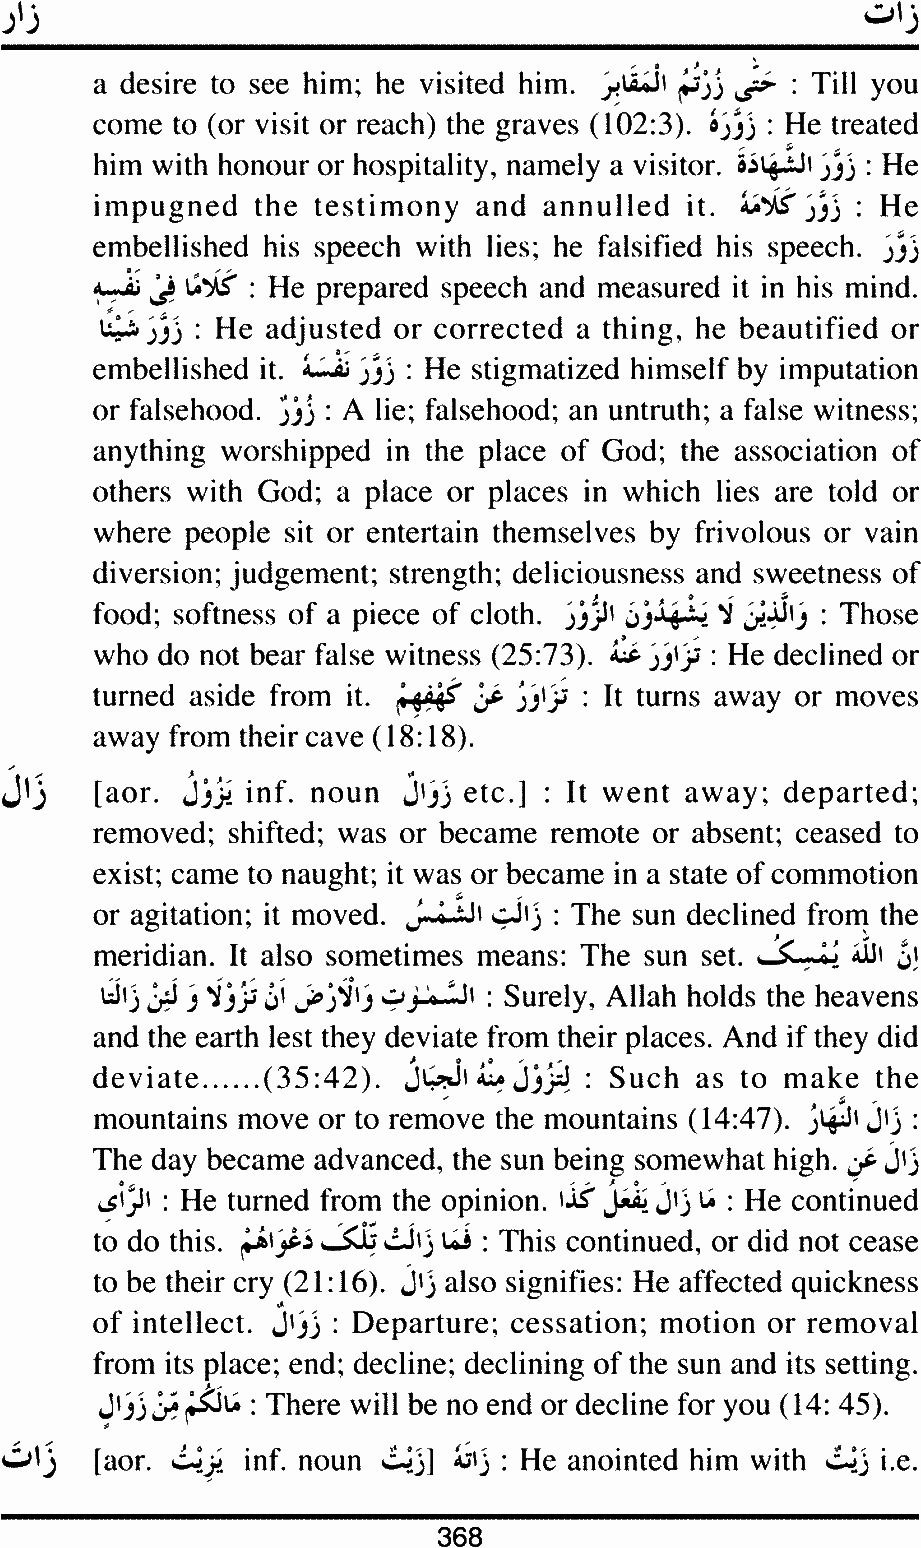 زار زات
a desire to see him; he visited him. حَتّٰى زُرْتُمُ الْمَقَابِرَ : Till you
come to (or visit or reach) the graves (102:3). زَوَّرَهٗ : He treated
him with honour or hospitality, namely a visitor. زَوَّرَ الشَّهَادَةَ : He
impugned the testimony and annulled it. زَوَّرَ كَلَامَهٗ : He
embellished his speech with lies; he falsified his speech. زَوَّرَ
كَلَامًا فِيْ نَفْسِهٖ : He prepared speech and measured it in his mind.
زَوَّرَ شَيْئًا : He adjusted or corrected a thing, he beautified or
embellished it. زَوَّرَ نَفْسَهٗ : He stigmatized himself by imputation
or falsehood. زُوْرٌ : A lie; falsehood; an untruth; a false witness;
anything worshipped in the place of God; the association of
others with God; a place or places in which lies are told or
where people sit or entertain themselves by frivolous or vain
diversion; judgement; strength; deliciousness and sweetness of
food; softness of a piece of cloth. وَالَّذِيْنَ لَا يَشْهَدُوْنَ الزُّوْرَ : Those
who do not bear false witness (25:73). تَزَاوَرَ عَنْهُ : He declined or
turned aside from it. تَزَاوَرُ عَنْ كَهْفِهِمْ : It turns away or moves
away from their cave (18:18).
زَالَ [aor. يَزُوْلُ inf. noun زَوَالٌ etc.] : It went away; departed;
removed; shifted; was or became remote or absent; ceased to
exist; came to naught; it was or became in a state of commotion
or agitation; it moved. زَالَتِ الشَّمْسُ : The sun declined from the
meridian. It also sometimes means: The sun set. اِنَّ اللّٰهَ يُمْسِكُ
السَّمٰوٰتِ وَالْاَرْضَ اَنْ تَزُوْلَا وَ لَئِنْ زَالَتَا : Surely, Allah holds the heavens
and the earth lest they deviate from their places. And if they did
deviate......(35:42). لِتَزُوْلَ مِنْهُ الْجِبَالُ : Such as to make the
mountains move or to remove the mountains (14:47). زَالَ النَّهَارُ :
The day became advanced, the sun being somewhat high. زَالَ عَنِ
الرَّاْىِ : He turned from the opinion. مَا زَالَ يَفْعَلُ كَذَا : He continued
to do this. فَمَا زَالَتْ تِّلْكَ دَعْوَاهُمْ : This continued, or did not cease
to be their cry (21:16). زَالَ also signifies: He affected quickness
of intellect. زَوَالٌ : Departure; cessation; motion or removal
from its place; end; decline; declining of the sun and its setting.
مَالَكُمْ مِّنْ زَوَالٍ : There will be no end or decline for you (14: 45).
زَاتَ [aor. يَزِيْتُ inf. noun زَيْتٌ] زَاتَهٗ : He anointed him with زَيْتٌ i.e.
368